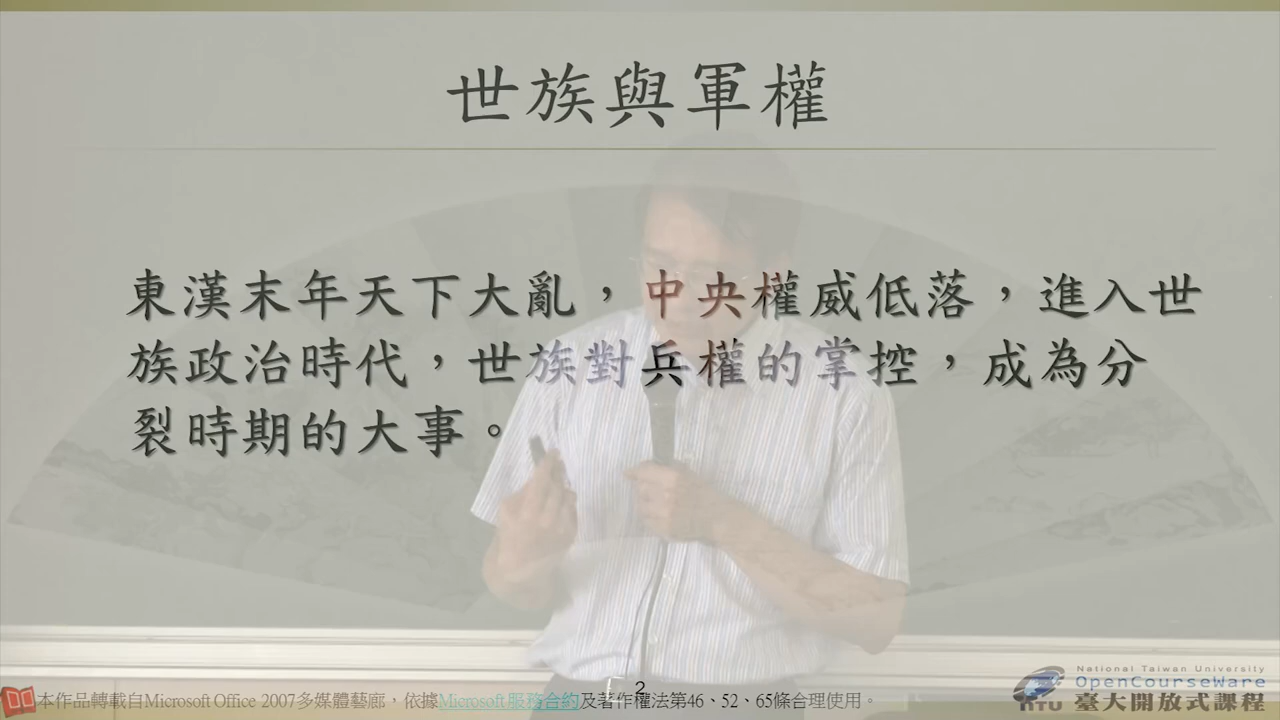 世族與軍權
東漢末年天下大亂，中央權威低落，進入世
族政治時代，世族對兵權的掌控，成為分
裂時期的大事。
2
本作品轉載自Microsoft Office 2007多媒體藝廊，依據Microsoft 服務合約及著作權法第46、52、65條合理使用。
National Taiwan University
OpenCourseWare
NTU 臺大開放式課程